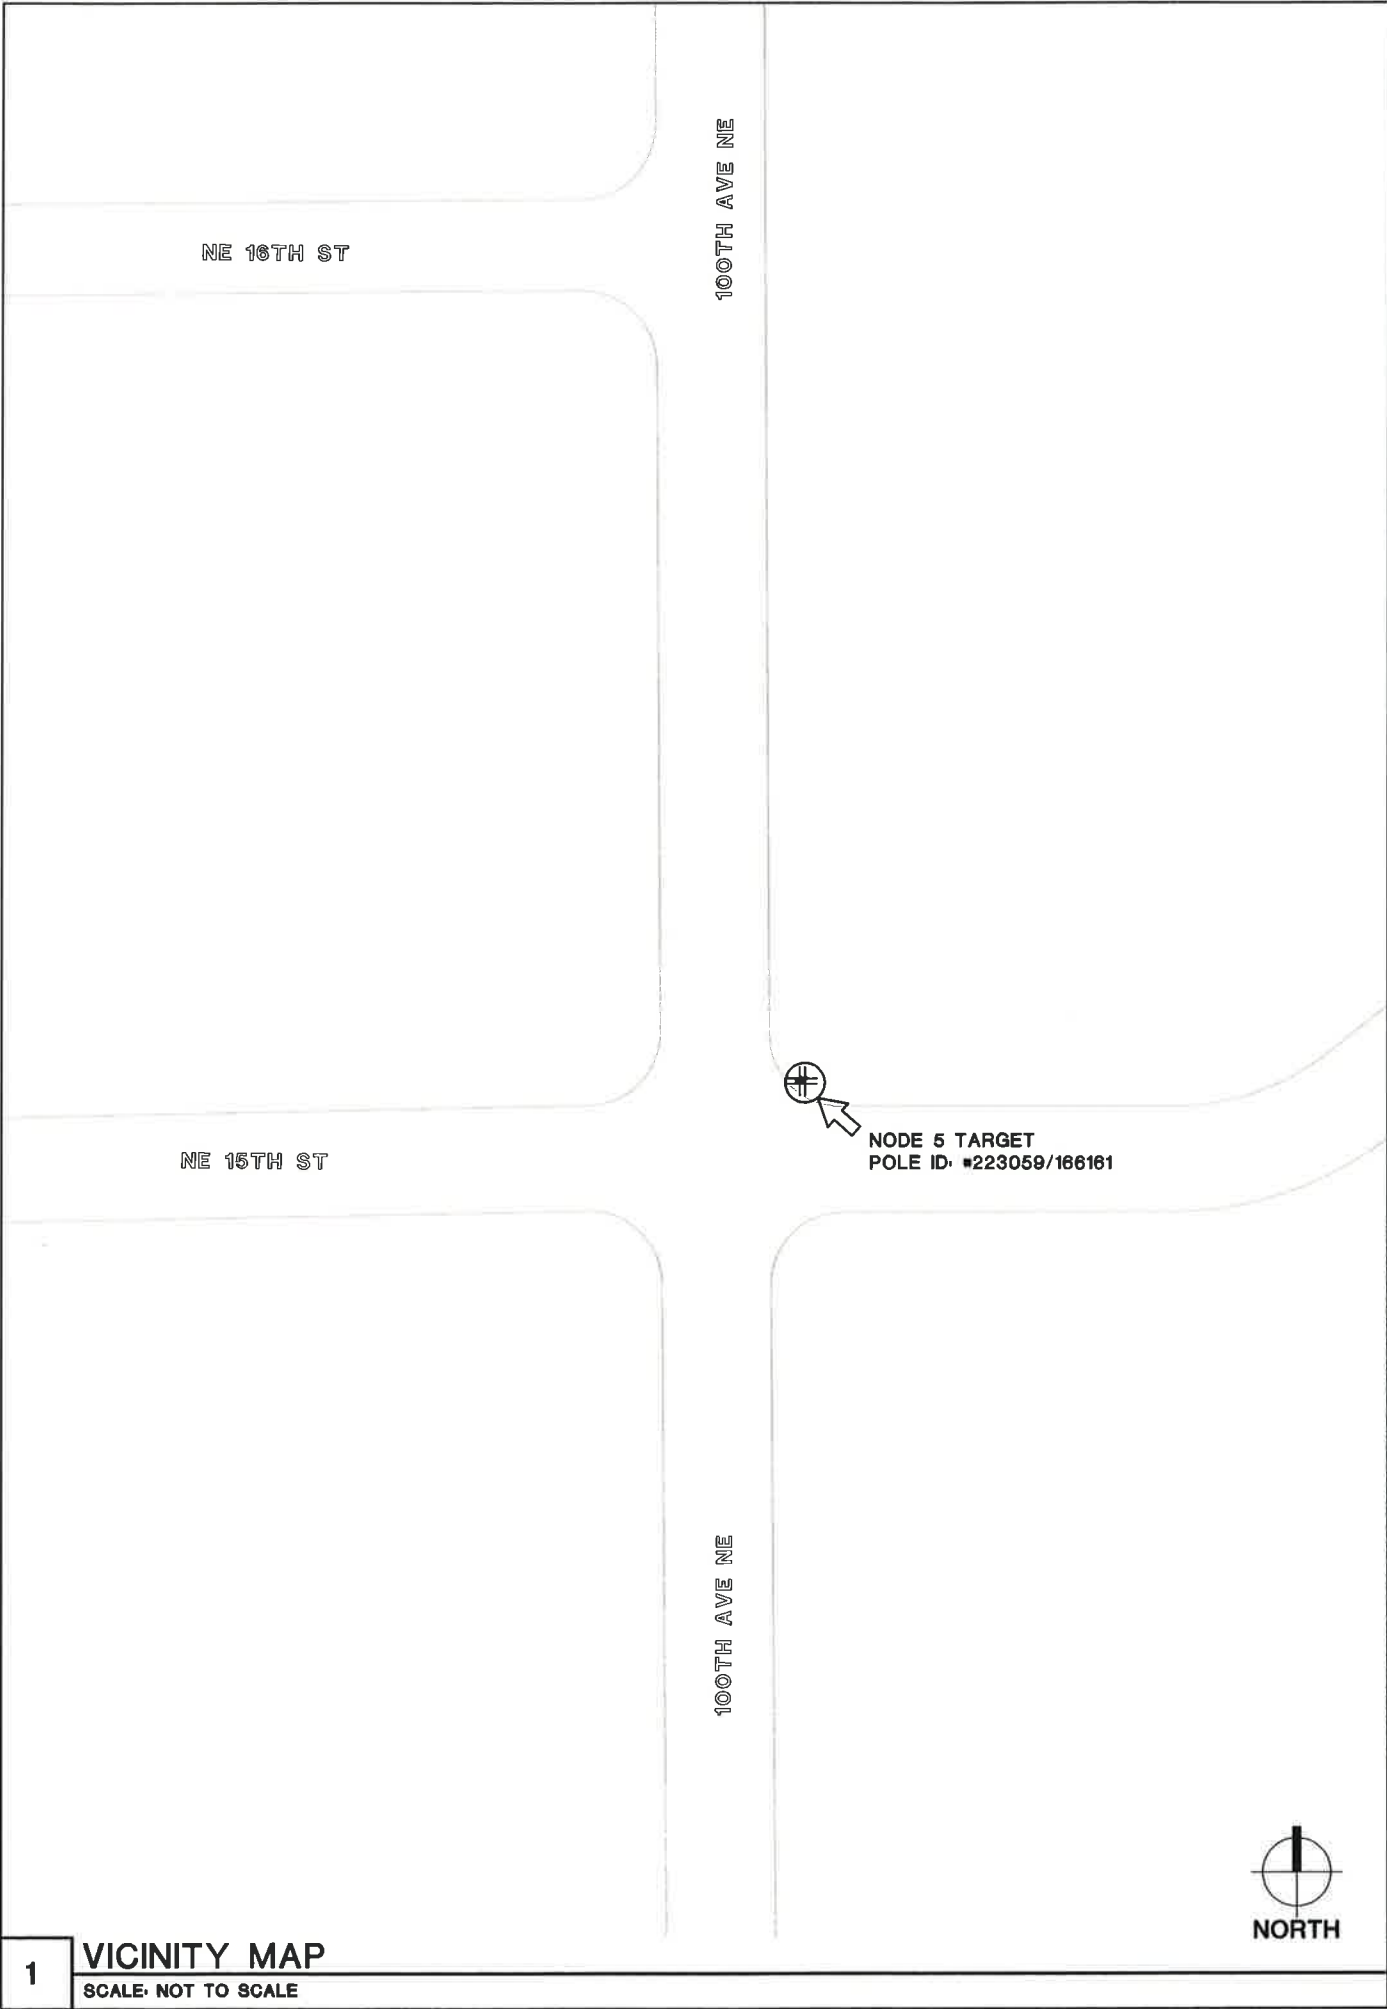 100TH AVE NE
NE 16TH ST
NODE 5 TARGET
POLE ID: #223059/166161
NE 15TH ST
100TH AVE NE
NORTH
1
VICINITY MAP
SCALE: NOT TO SCALE